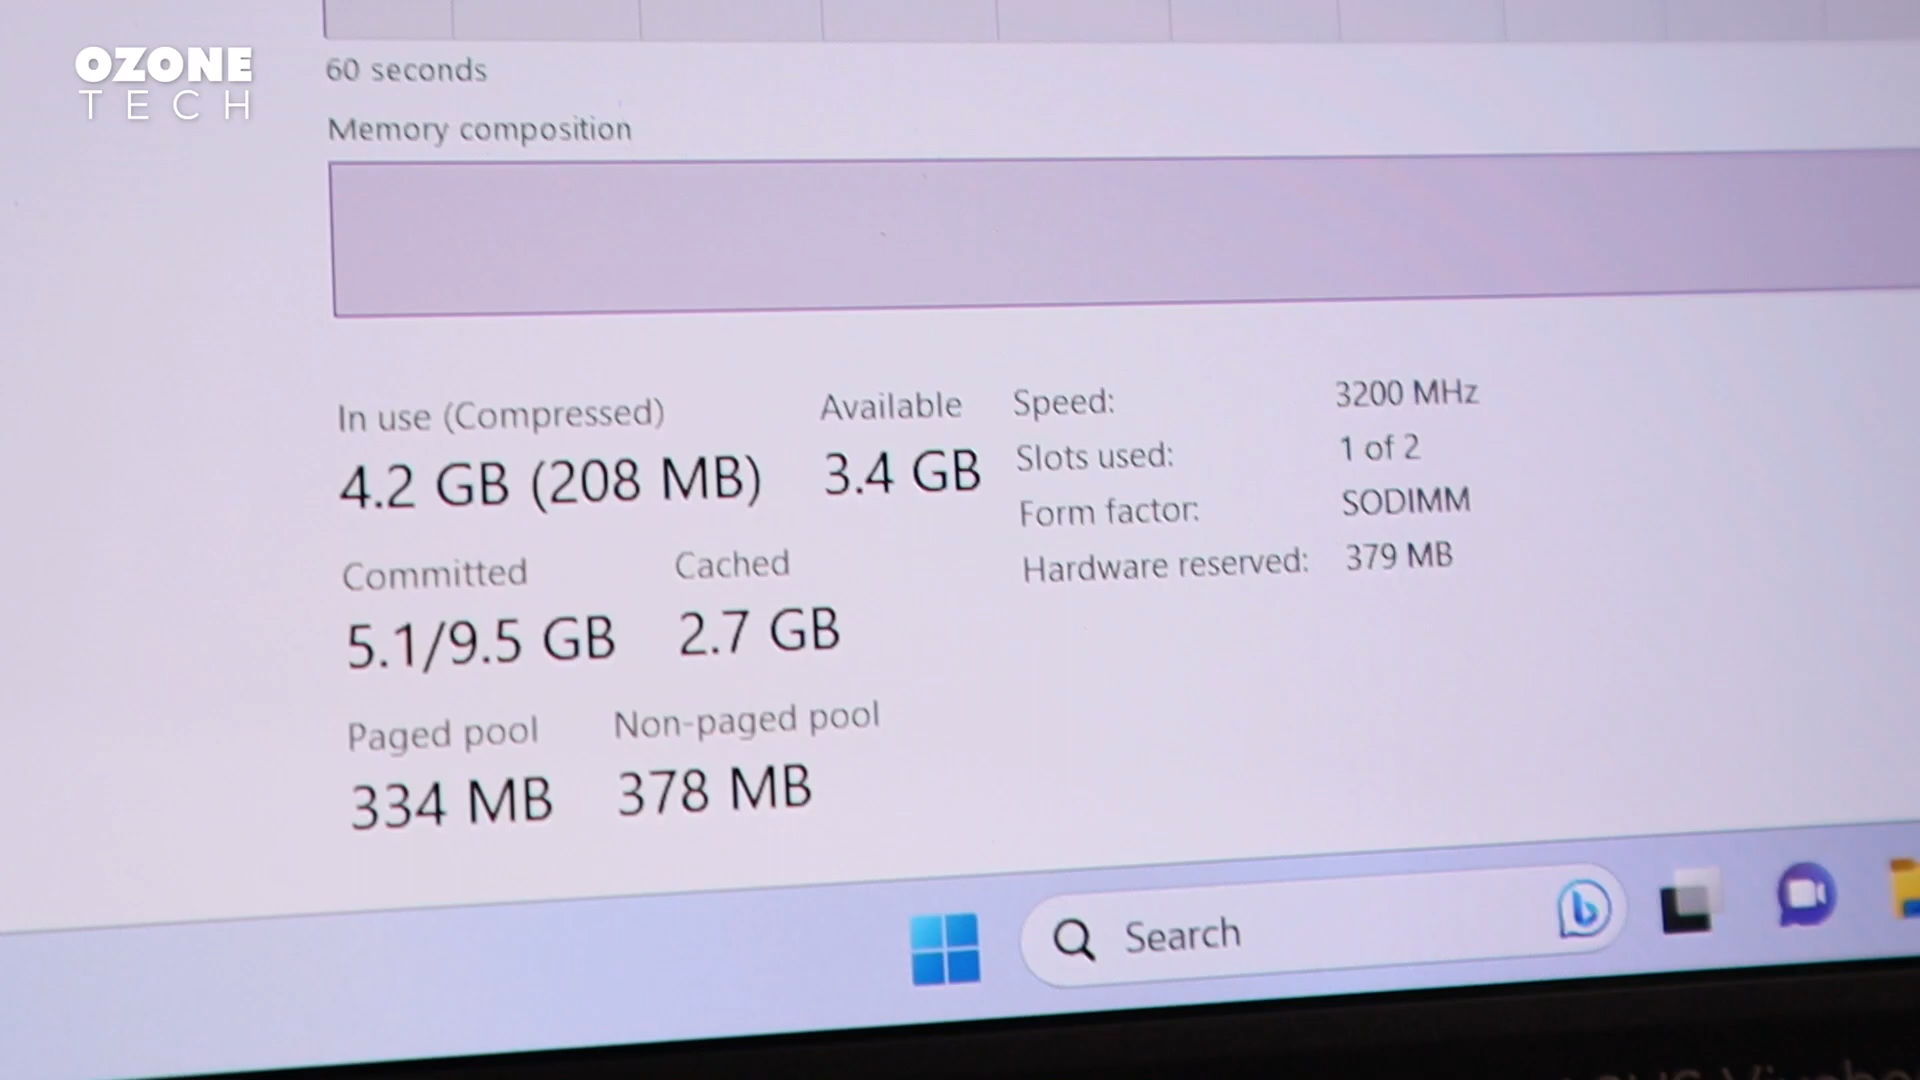 OZONE
TECH
60 seconds
Memory composition
In use (Compressed)
4.2 GB (208 MB)
Available
3.4 GB
Speed: 3200 MHz
Slots used: 1 of 2
Form factor: SODIMM
Hardware reserved: 379 MB
Committed
5.1/9.5 GB
Cached
2.7 GB
Paged pool
334 MB
Non-paged pool
378 MB
Search